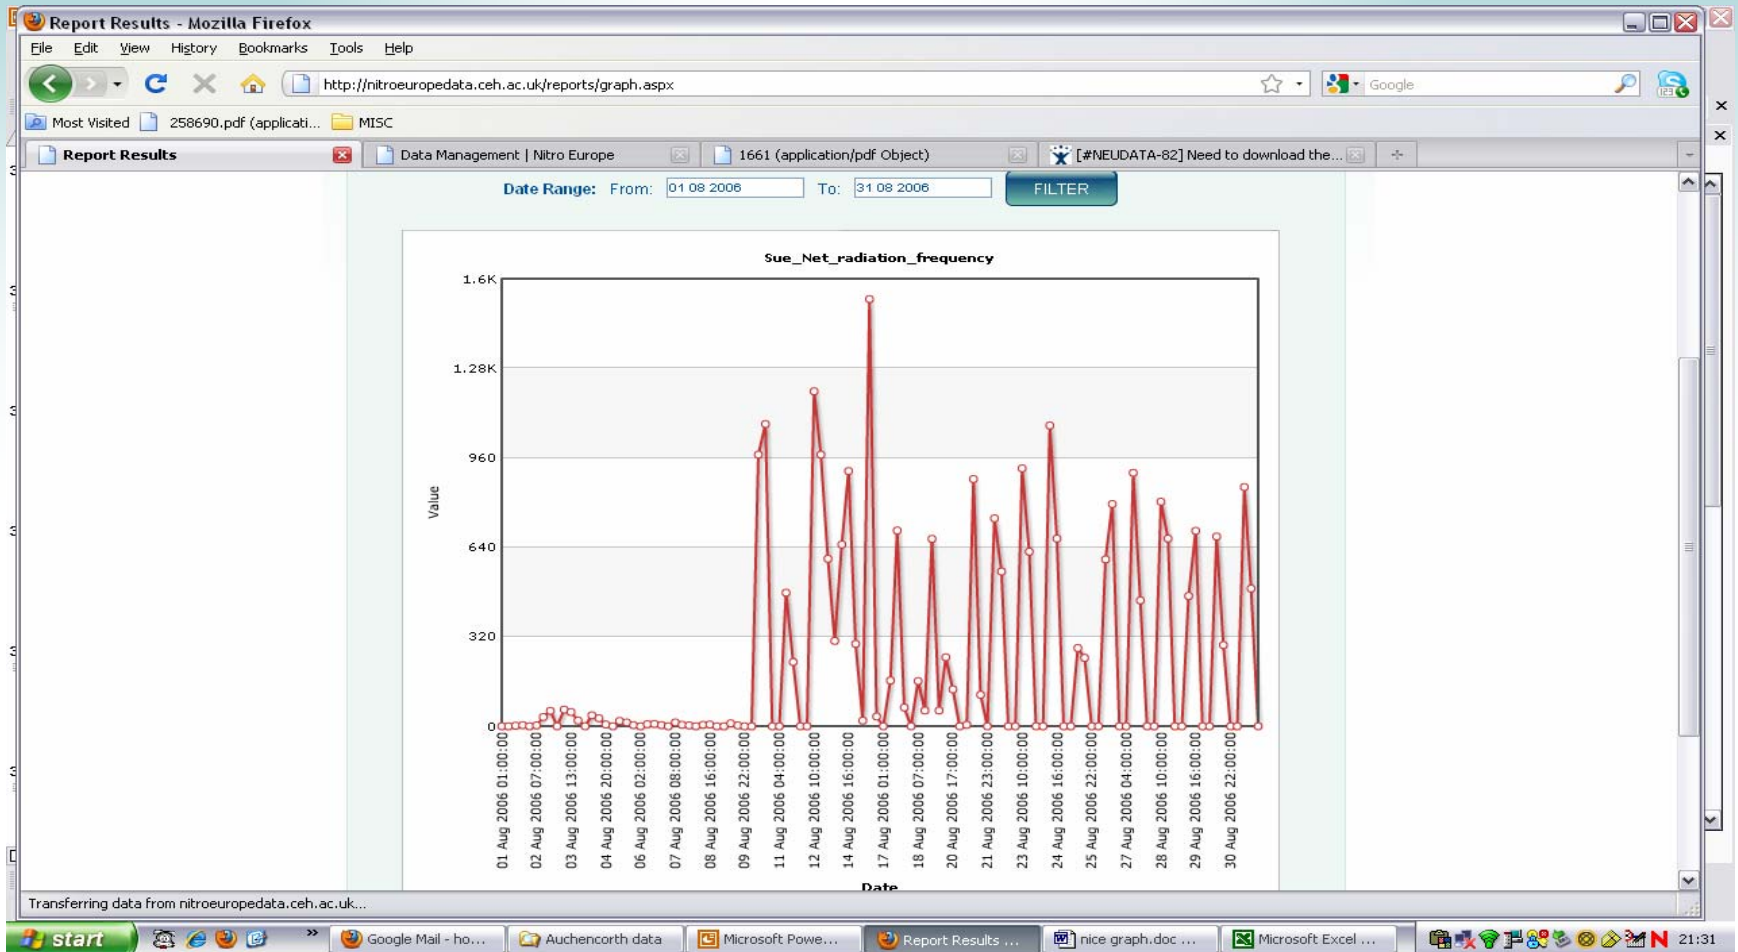 Report Results - Mozilla Firefox
File Edit View History Bookmarks Tools Help
http://nitroeuropedata.ceh.ac.uk/reports/graph.aspx
Google
Most Visited 258690.pdf (applicati... MISC
Report Results Data Management | Nitro Europe 1661 (application/pdf Object) [#NEUDATA-82] Need to download the...
Date Range: From: 01 08 2006 To: 31 08 2006 FILTER
Sue_Net_radiation_frequency
1.6K
1.28K
960
Value
640
320
0
01 Aug 2006 01:00:00
02 Aug 2006 07:00:00
03 Aug 2006 13:00:00
04 Aug 2006 20:00:00
06 Aug 2006 02:00:00
07 Aug 2006 08:00:00
08 Aug 2006 16:00:00
09 Aug 2006 22:00:00
11 Aug 2006 04:00:00
12 Aug 2006 10:00:00
14 Aug 2006 16:00:00
17 Aug 2006 01:00:00
18 Aug 2006 07:00:00
20 Aug 2006 17:00:00
21 Aug 2006 23:00:00
23 Aug 2006 10:00:00
24 Aug 2006 16:00:00
25 Aug 2006 22:00:00
27 Aug 2006 04:00:00
28 Aug 2006 10:00:00
29 Aug 2006 16:00:00
30 Aug 2006 22:00:00
Date
Transferring data from nitroeuropedata.ceh.ac.uk...
start Google Mail - ho... Auchencorth data Microsoft Powe... Report Results ... nice graph.doc ... Microsoft Excel ... 21:31